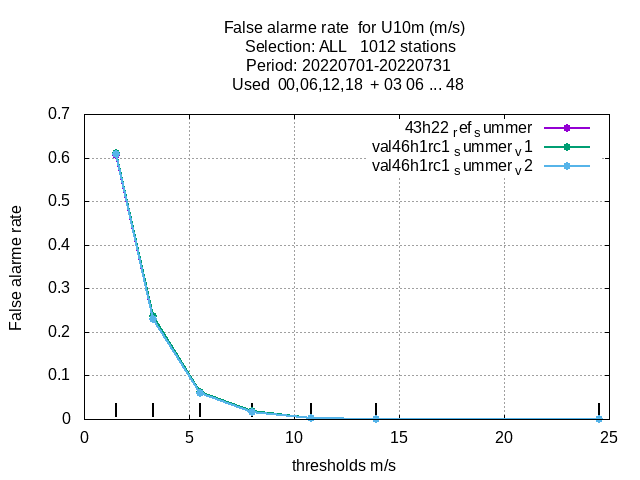 False alarme rate  for U10m (m/s)
Selection: ALL   1012 stations
Period: 20220701-20220731
Used  00,06,12,18  + 03 06 ... 48
0.7
0.6
0.5
0.4
0.3
0.2
0.1
0
False alarme rate
43h22 ref summer
val46h1rc1 summer v1
val46h1rc1 summer v2
0 5 10 15 20 25
thresholds m/s